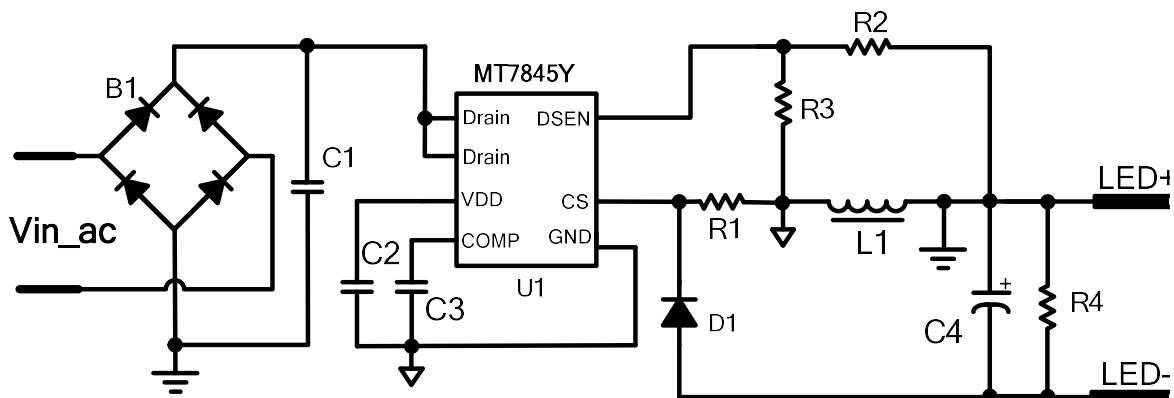 R2
MT7845Y
B1
Drain
DSEN
R3
Drain
C1
LED+
VDD
CS
Vin_ac
R1
COMP
GND
L1
C2
U1
C3
D1
C4
+
R4
LED-